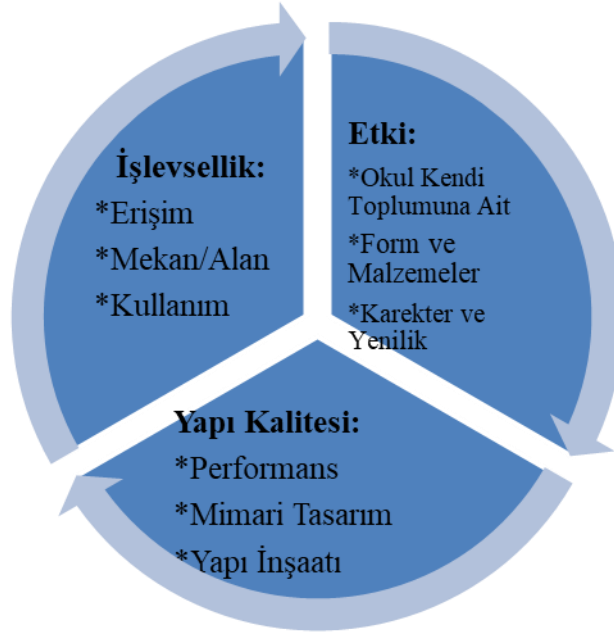 İşlevsellik:
*Erişim
*Mekan/Alan
*Kullanım
Etki:
*Okul Kendi
Toplumuna Ait
*Form ve
Malzemeler
*Karekter ve
Yenilik
Yapı Kalitesi:
*Performans
*Mimari Tasarım
*Yapı İnşaatı